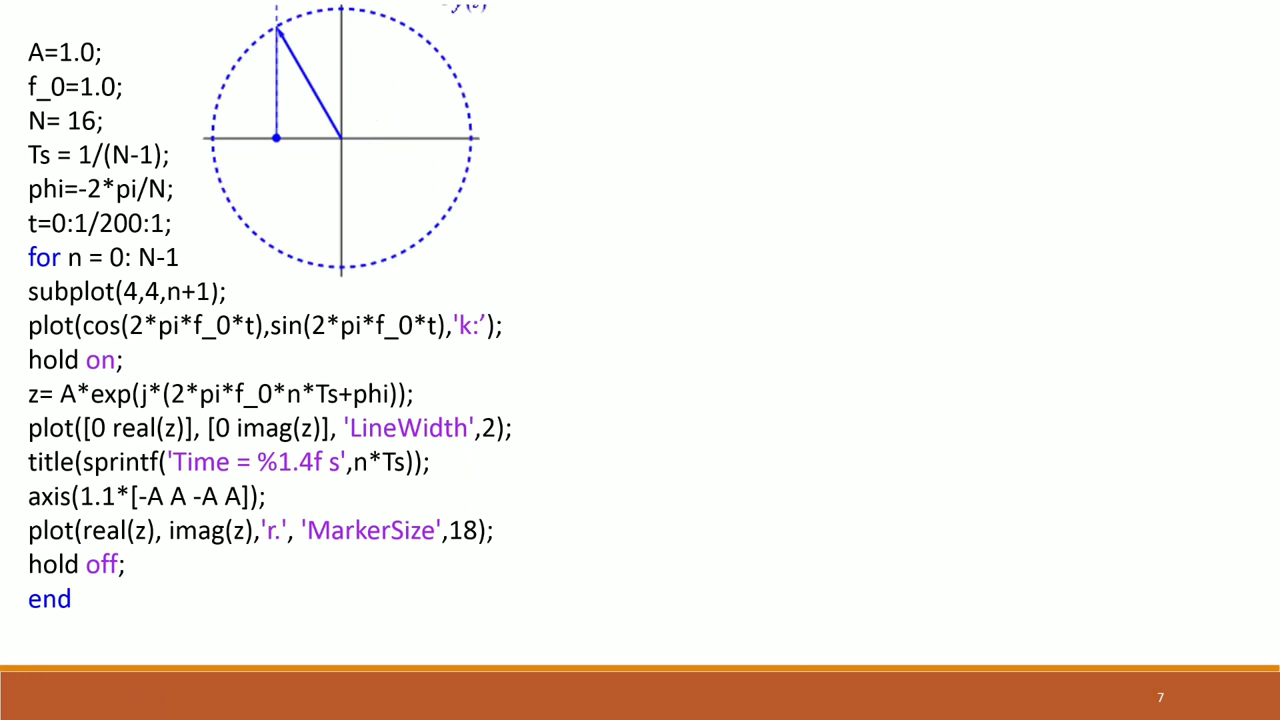 A=1.0;
f_0=1.0;
N= 16;
Ts = 1/(N-1);
phi=-2*pi/N;
t=0:1/200:1;
for n = 0: N-1
subplot(4,4,n+1);
plot(cos(2*pi*f_0*t),sin(2*pi*f_0*t),'k:’);
hold on;
z= A*exp(j*(2*pi*f_0*n*Ts+phi));
plot([0 real(z)], [0 imag(z)], 'LineWidth',2);
title(sprintf('Time = %1.4f s',n*Ts));
axis(1.1*[-A A -A A]);
plot(real(z), imag(z),'r.', 'MarkerSize',18);
hold off;
end
7